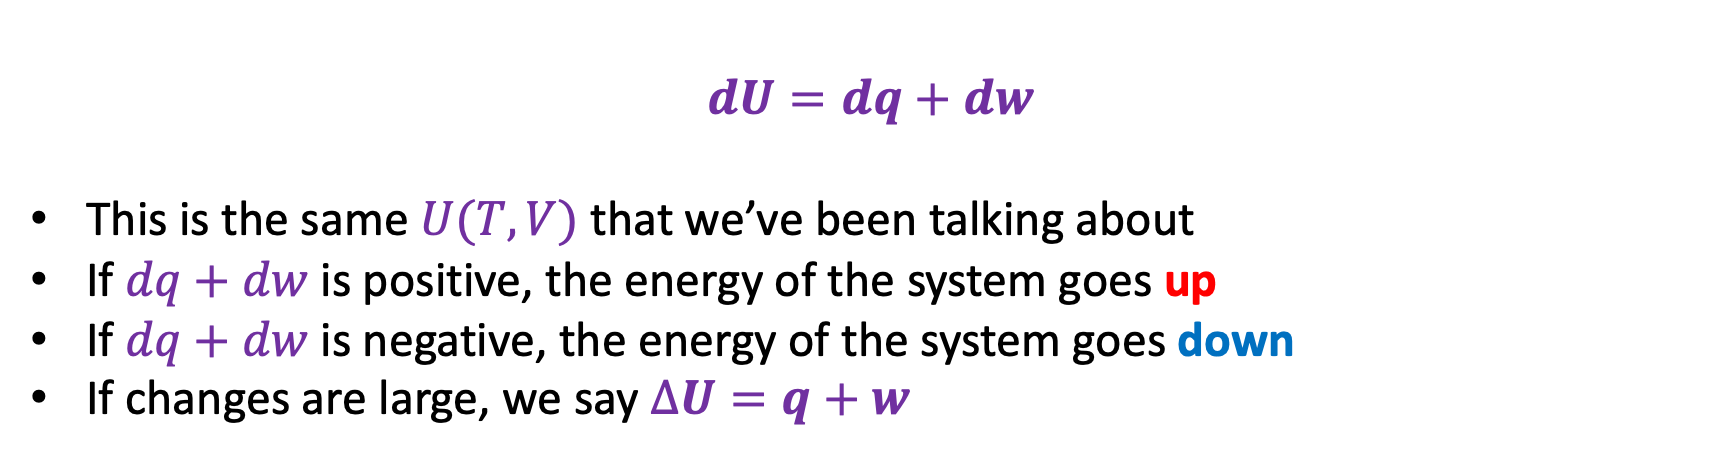 dU = dq + dw
• This is the same U(T,V) that we’ve been talking about
• If dq + dw is positive, the energy of the system goes up
• If dq + dw is negative, the energy of the system goes down
• If changes are large, we say ΔU = q + w